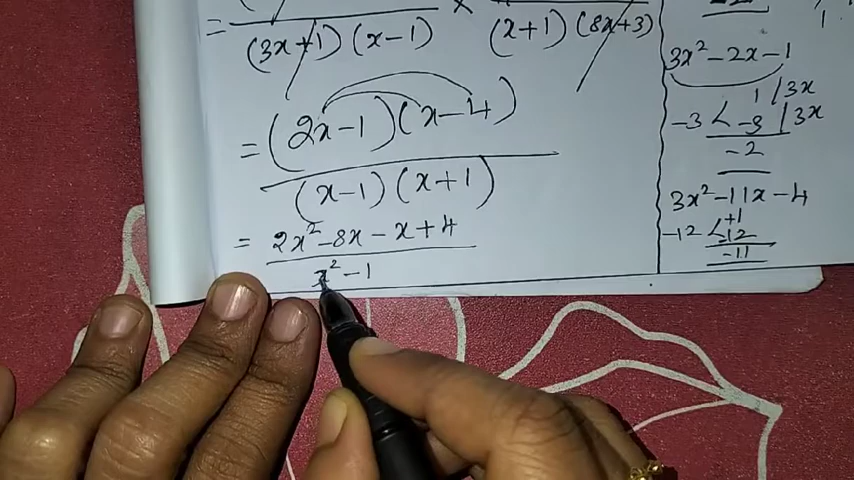 = / (3x+1) (x-1) × / (x+1) (8x+3)
= (2x-1) (x-4) / (x-1) (x+1)
= 2x²-8x-x+4 / x²-1
3x²-2x-1
1/3x
-3 < -3/3x
-2
3x²-11x-4
+1
-12 < -12
-11